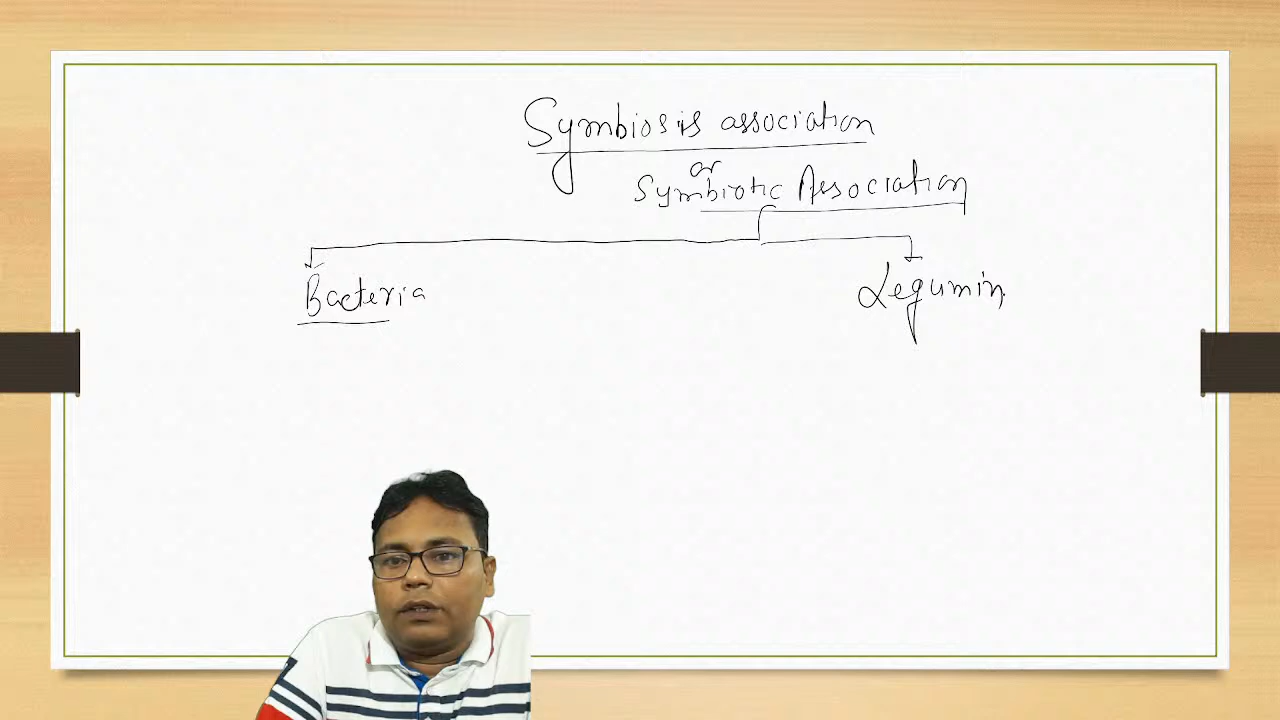 Symbiosis association
or
Symbiotic Association
Bacteria
Legumin